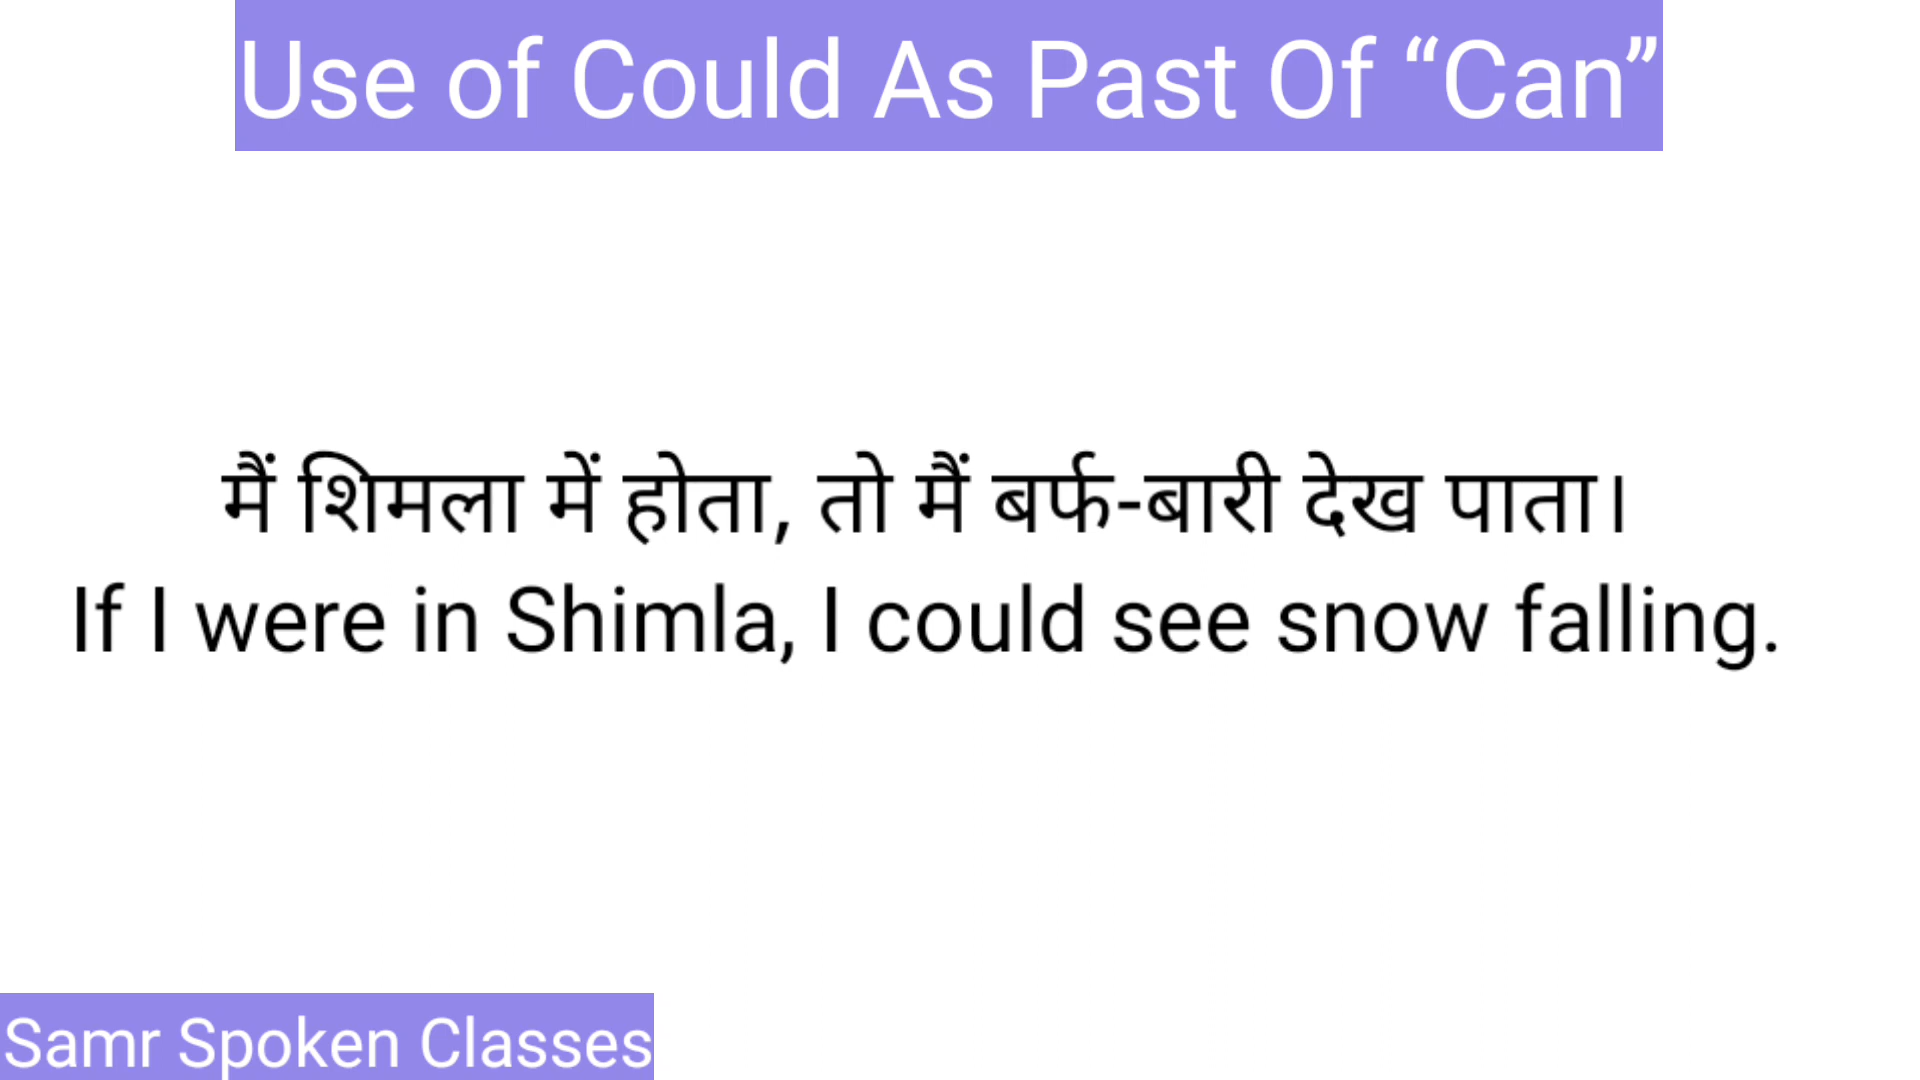 Use of Could As Past Of “Can”
मैं शिमला में होता, तो मैं बर्फ-बारी देख पाता।
If I were in Shimla, I could see snow falling.
Samr Spoken Classes